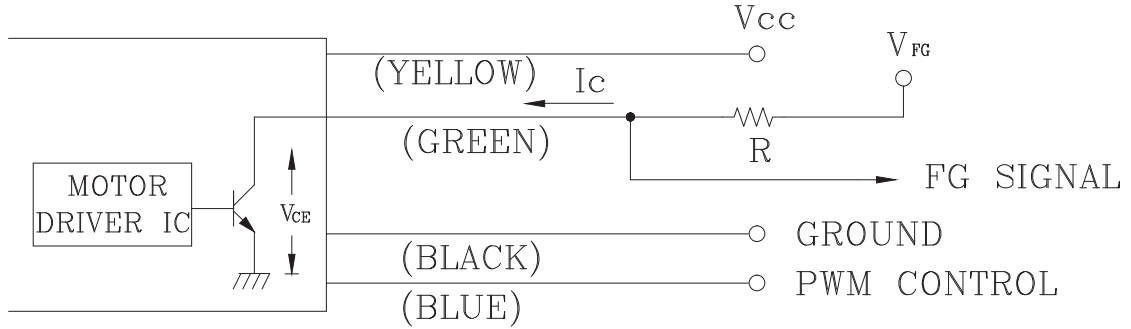 Vcc
VFG
(YELLOW)
Ic
(GREEN)
R
FG SIGNAL
MOTOR
DRIVER IC
VCE
GROUND
(BLACK)
PWM CONTROL
(BLUE)